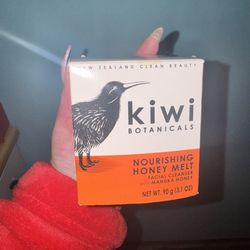 NEW ZEALAND CLEAN BEAUTY
kiwi
BOTANICALS
NOURISHING
HONEY MELT
FACIAL CLEANSER
WITH MANUKA HONEY
NET WT. 90 g (3.1 OZ)